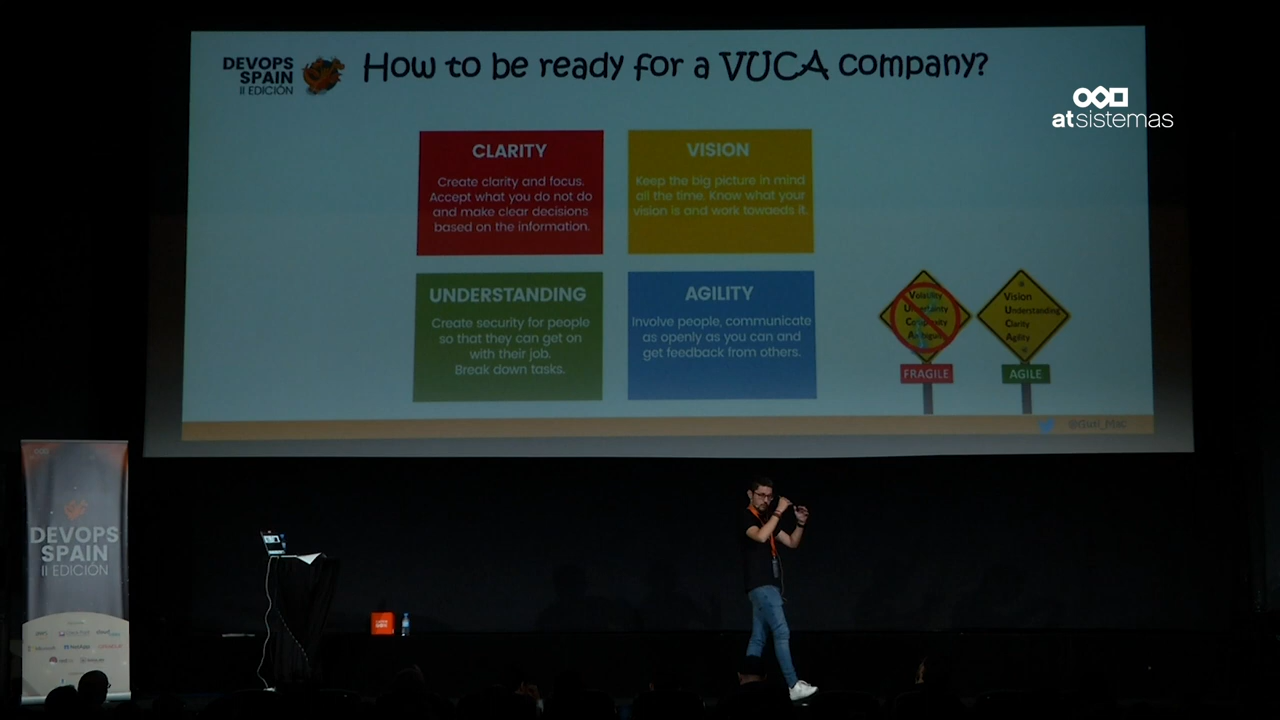 DEVOPS
SPAIN
II EDICIÓN
How to be ready for a VUCA company?
atsistemas
CLARITY
Create clarity and focus.
Accept what you do not do
and make clear decisions
based on the information.
VISION
Keep the big picture in mind
all the time. Know what your
vision is and work towaeds it.
UNDERSTANDING
Create security for people
so that they can get on
with their job.
Break down tasks.
AGILITY
Involve people, communicate
as openly as you can and
get feedback from others.
Volatility
Uncertainty
Complexity
Ambiguity
FRAGILE
Vision
Understanding
Clarity
Agility
AGILE
@Guti_Mac
DEVOPS
SPAIN
II EDICIÓN